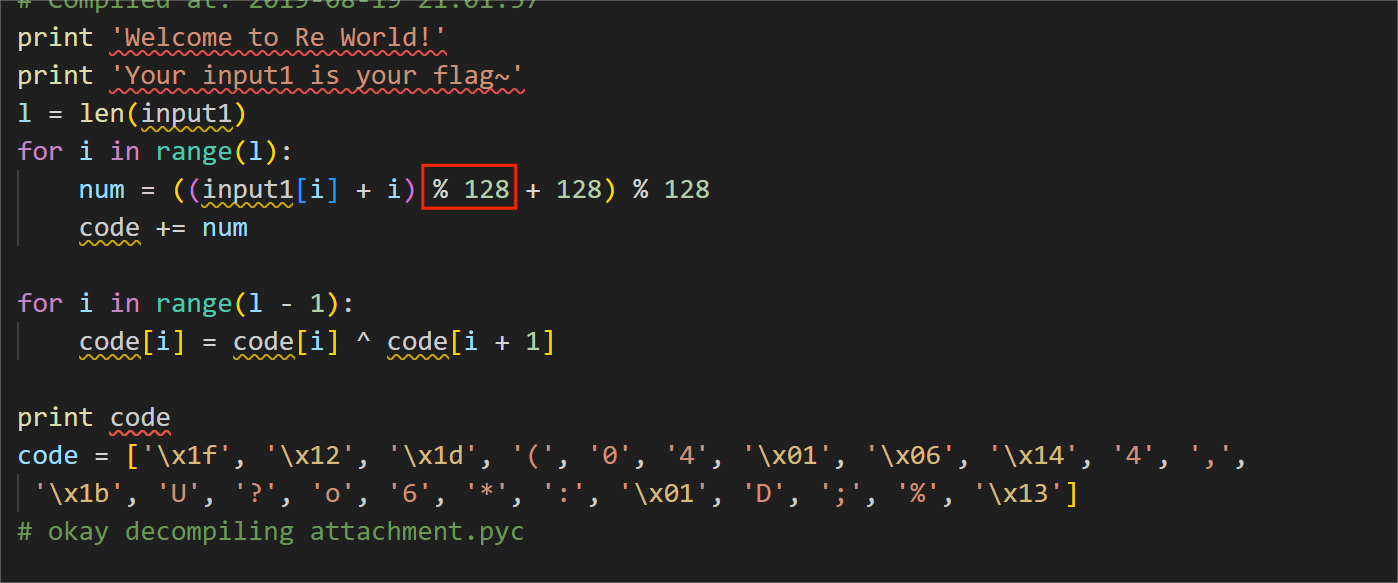 # Compiled at: 2019-08-19 21:01:57
print 'Welcome to Re World!'
print 'Your input1 is your flag~'
l = len(input1)
for i in range(l):
    num = ((input1[i] + i) % 128 + 128) % 128
    code += num
for i in range(l - 1):
    code[i] = code[i] ^ code[i + 1]
print code
code = ['\x1f', '\x12', '\x1d', '(', '0', '4', '\x01', '\x06', '\x14', '4', ',',
 '\x1b', 'U', '?', 'o', '6', '*', ':', '\x01', 'D', ';', '%', '\x13']
# okay decompiling attachment.pyc